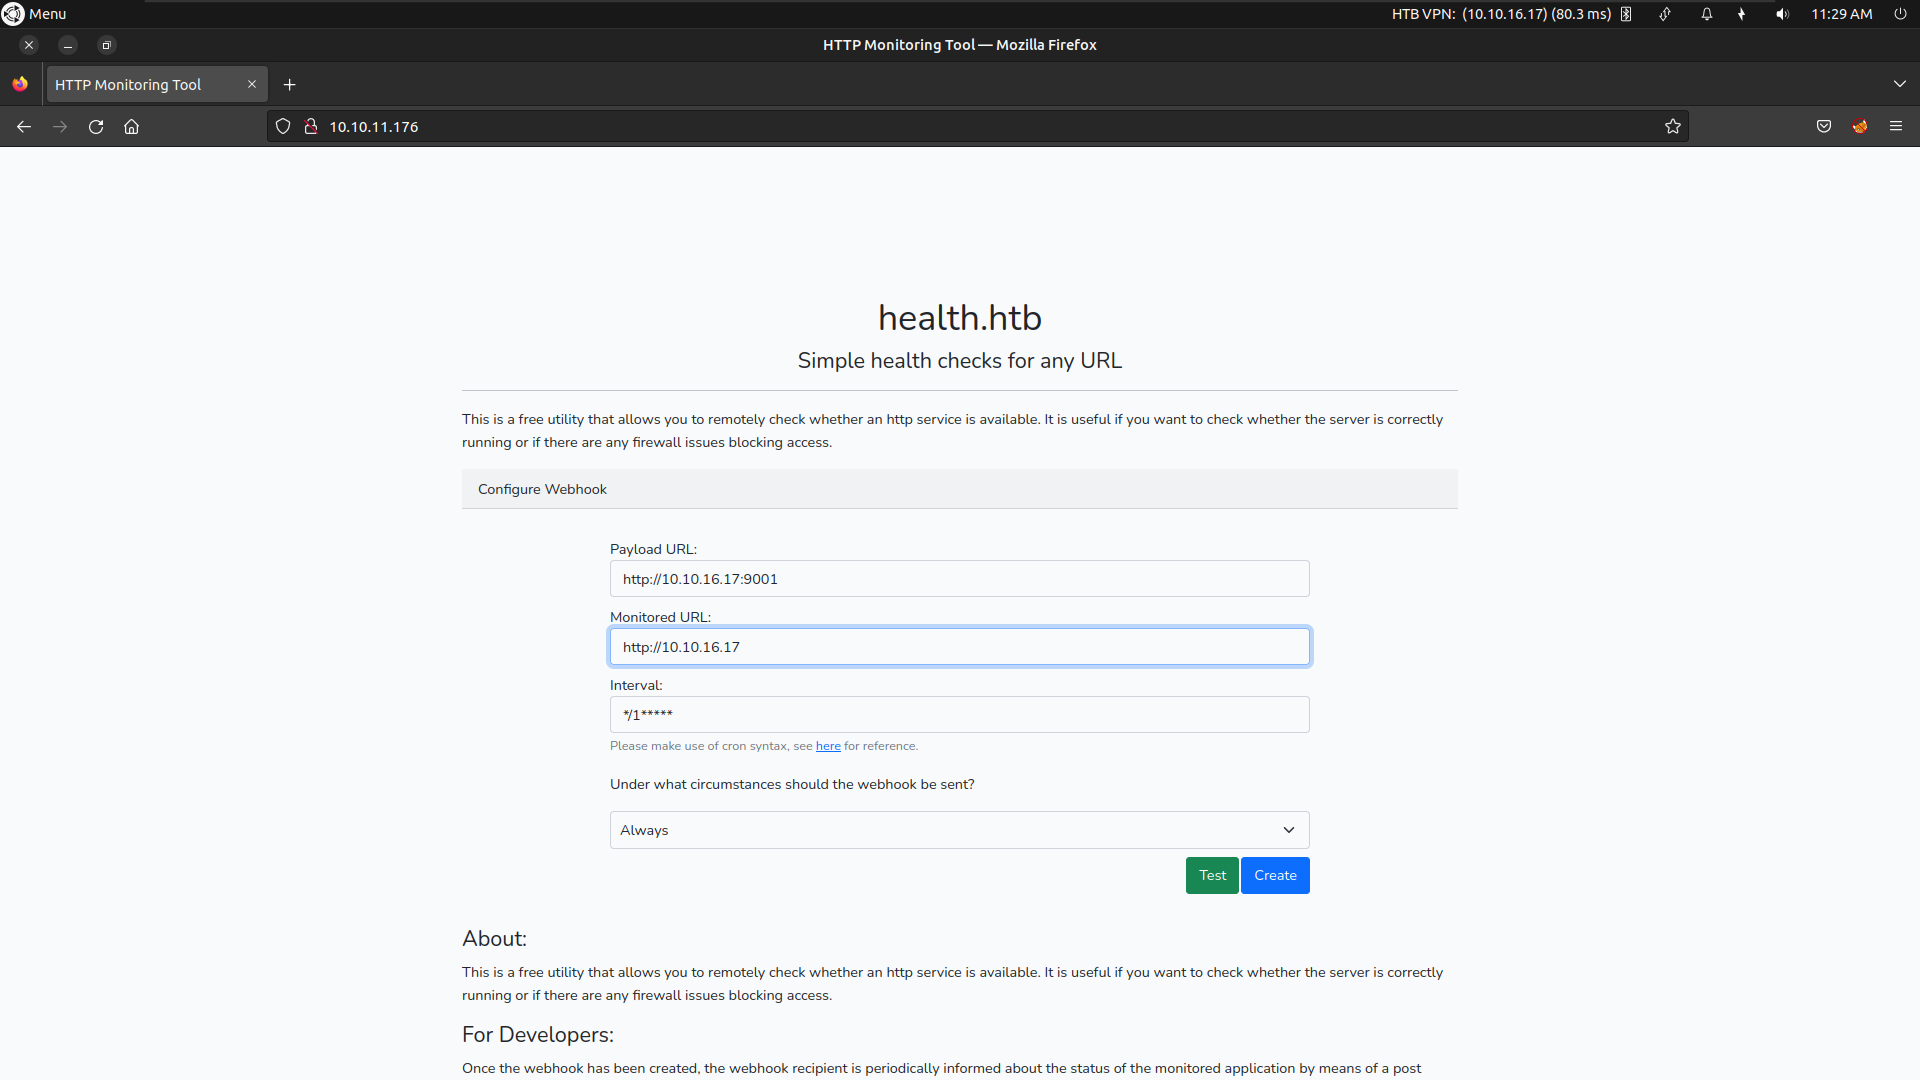 Menu
HTB VPN: (10.10.16.17) (80.3 ms)
11:29 AM
HTTP Monitoring Tool — Mozilla Firefox
HTTP Monitoring Tool
10.10.11.176
health.htb
Simple health checks for any URL
This is a free utility that allows you to remotely check whether an http service is available. It is useful if you want to check whether the server is correctly
running or if there are any firewall issues blocking access.
Configure Webhook
Payload URL:
http://10.10.16.17:9001
Monitored URL:
http://10.10.16.17
Interval:
*/1*****
Please make use of cron syntax, see here for reference.
Under what circumstances should the webhook be sent?
Always
Test
Create
About:
This is a free utility that allows you to remotely check whether an http service is available. It is useful if you want to check whether the server is correctly
running or if there are any firewall issues blocking access.
For Developers:
Once the webhook has been created, the webhook recipient is periodically informed about the status of the monitored application by means of a post